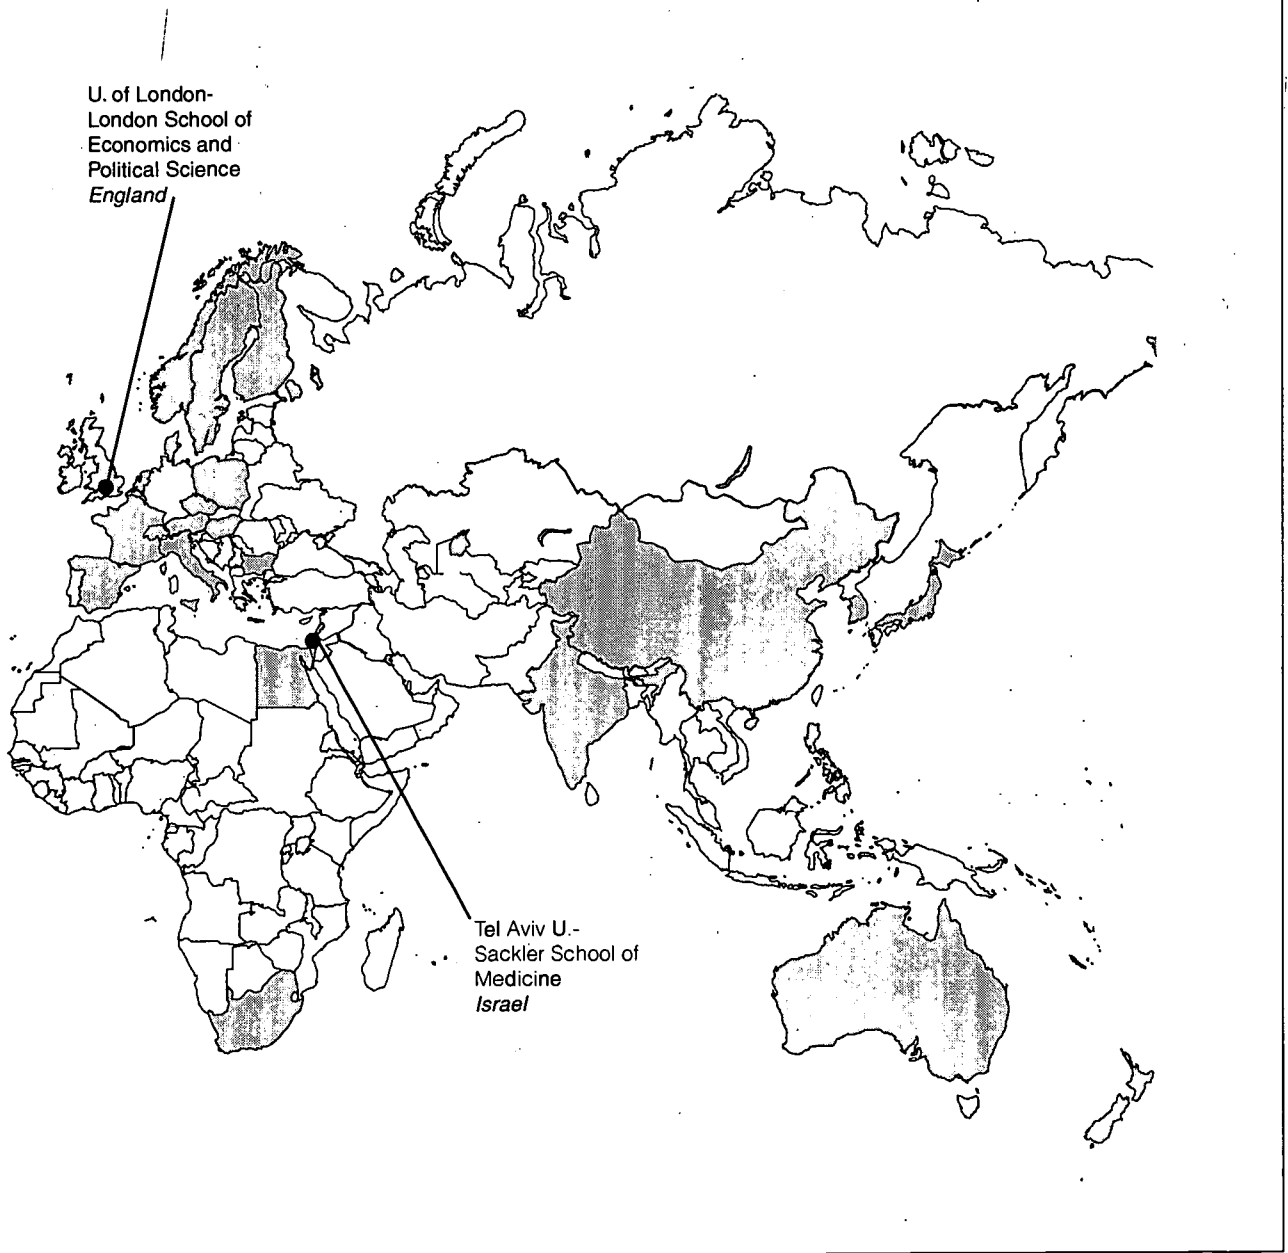 U. of London-
London School of
Economics and
Political Science
England
Tel Aviv U.-
Sackler School of
Medicine
Israel